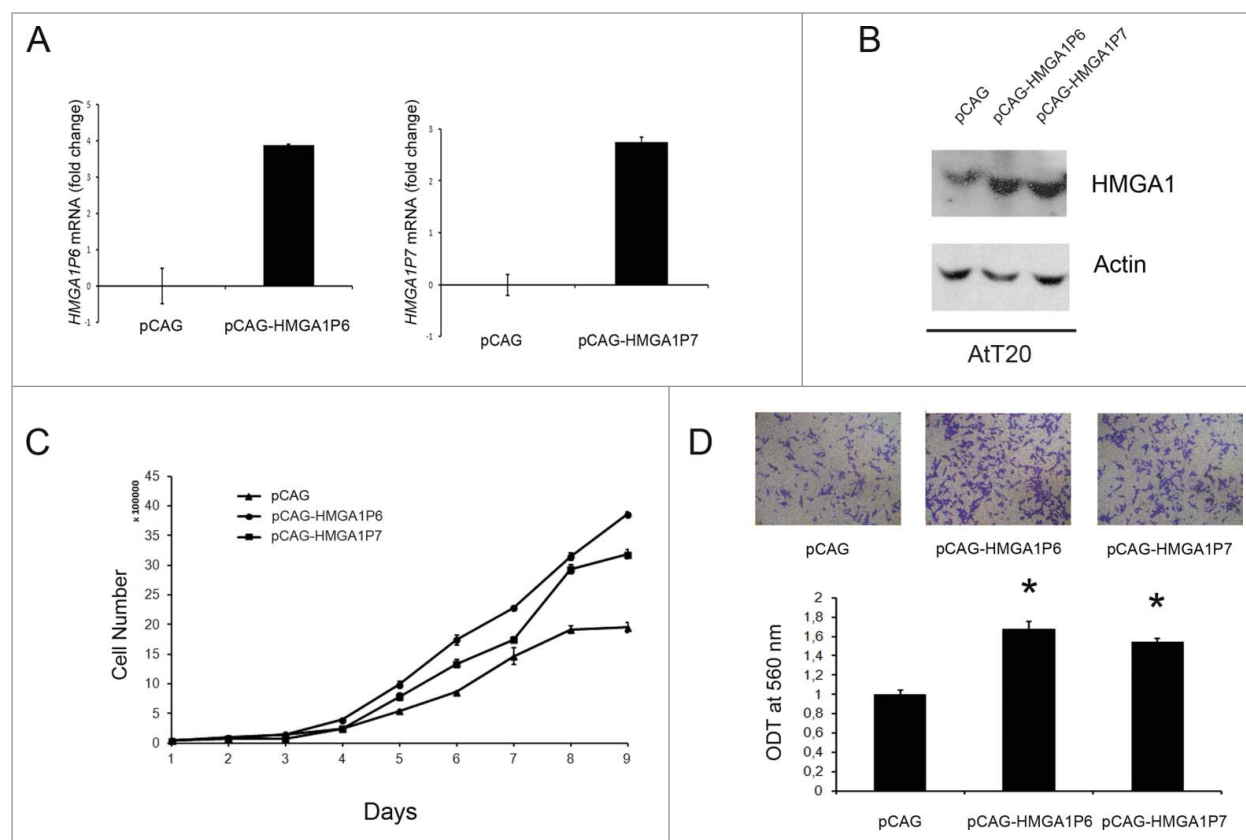 A
HMGA1P6 mRNA (fold change)
5
4
3
2
1
0
-1
pCAG
pCAG-HMGA1P6
HMGA1P7 mRNA (fold change)
3
2
1
0
-1
pCAG
pCAG-HMGA1P7
B
pCAG
pCAG-HMGA1P6
pCAG-HMGA1P7
HMGA1
Actin
AtT20
C
Cell Number
x 100000
45
40
35
30
25
20
15
10
5
0
pCAG
pCAG-HMGA1P6
pCAG-HMGA1P7
1 2 3 4 5 6 7 8 9
Days
D
pCAG
pCAG-HMGA1P6
pCAG-HMGA1P7
*
*
ODT at 560 nm
2
1,8
1,6
1,4
1,2
1
0,8
0,6
0,4
0,2
0
pCAG
pCAG-HMGA1P6
pCAG-HMGA1P7